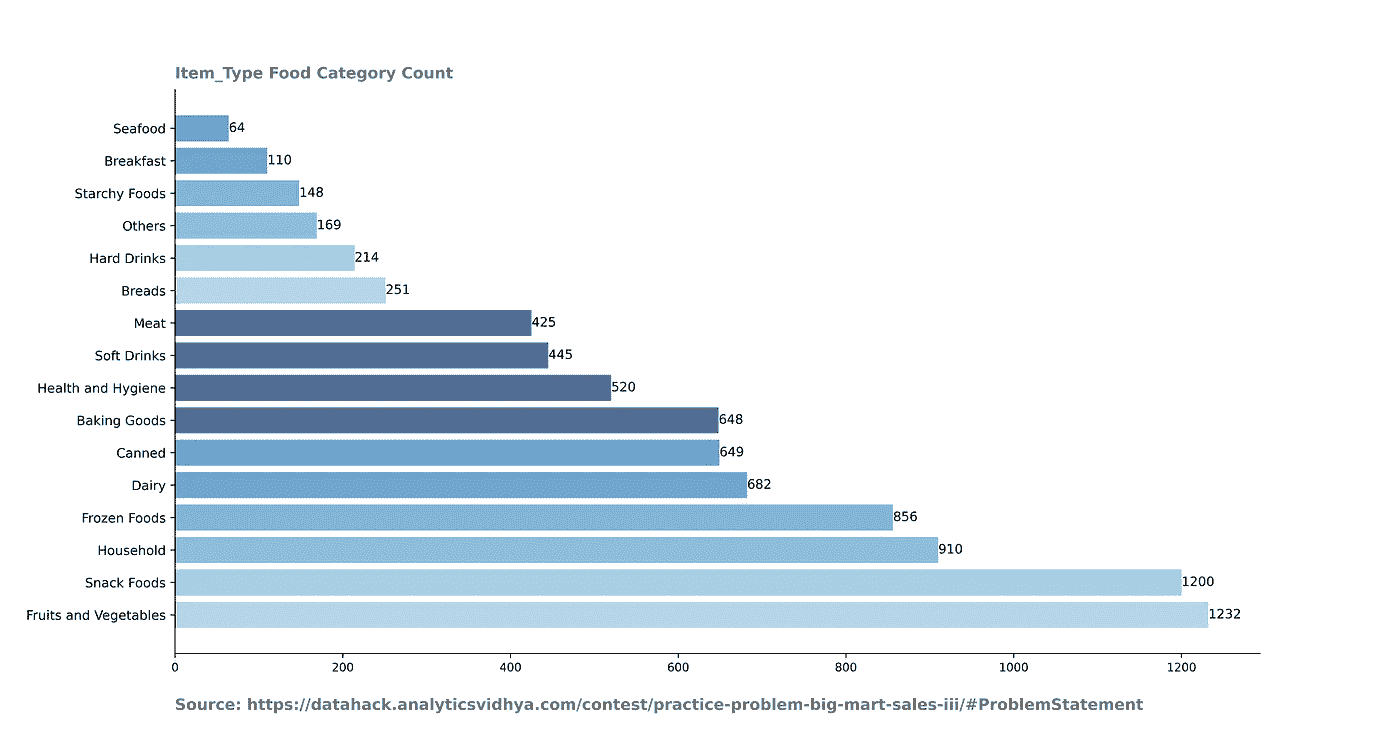 Item_Type Food Category Count
Seafood 64
Breakfast 110
Starchy Foods 148
Others 169
Hard Drinks 214
Breads 251
Meat 425
Soft Drinks 445
Health and Hygiene 520
Baking Goods 648
Canned 649
Dairy 682
Frozen Foods 856
Household 910
Snack Foods 1200
Fruits and Vegetables 1232
0 200 400 600 800 1000 1200
Source: https://datahack.analyticsvidhya.com/contest/practice-problem-big-mart-sales-iii/#ProblemStatement